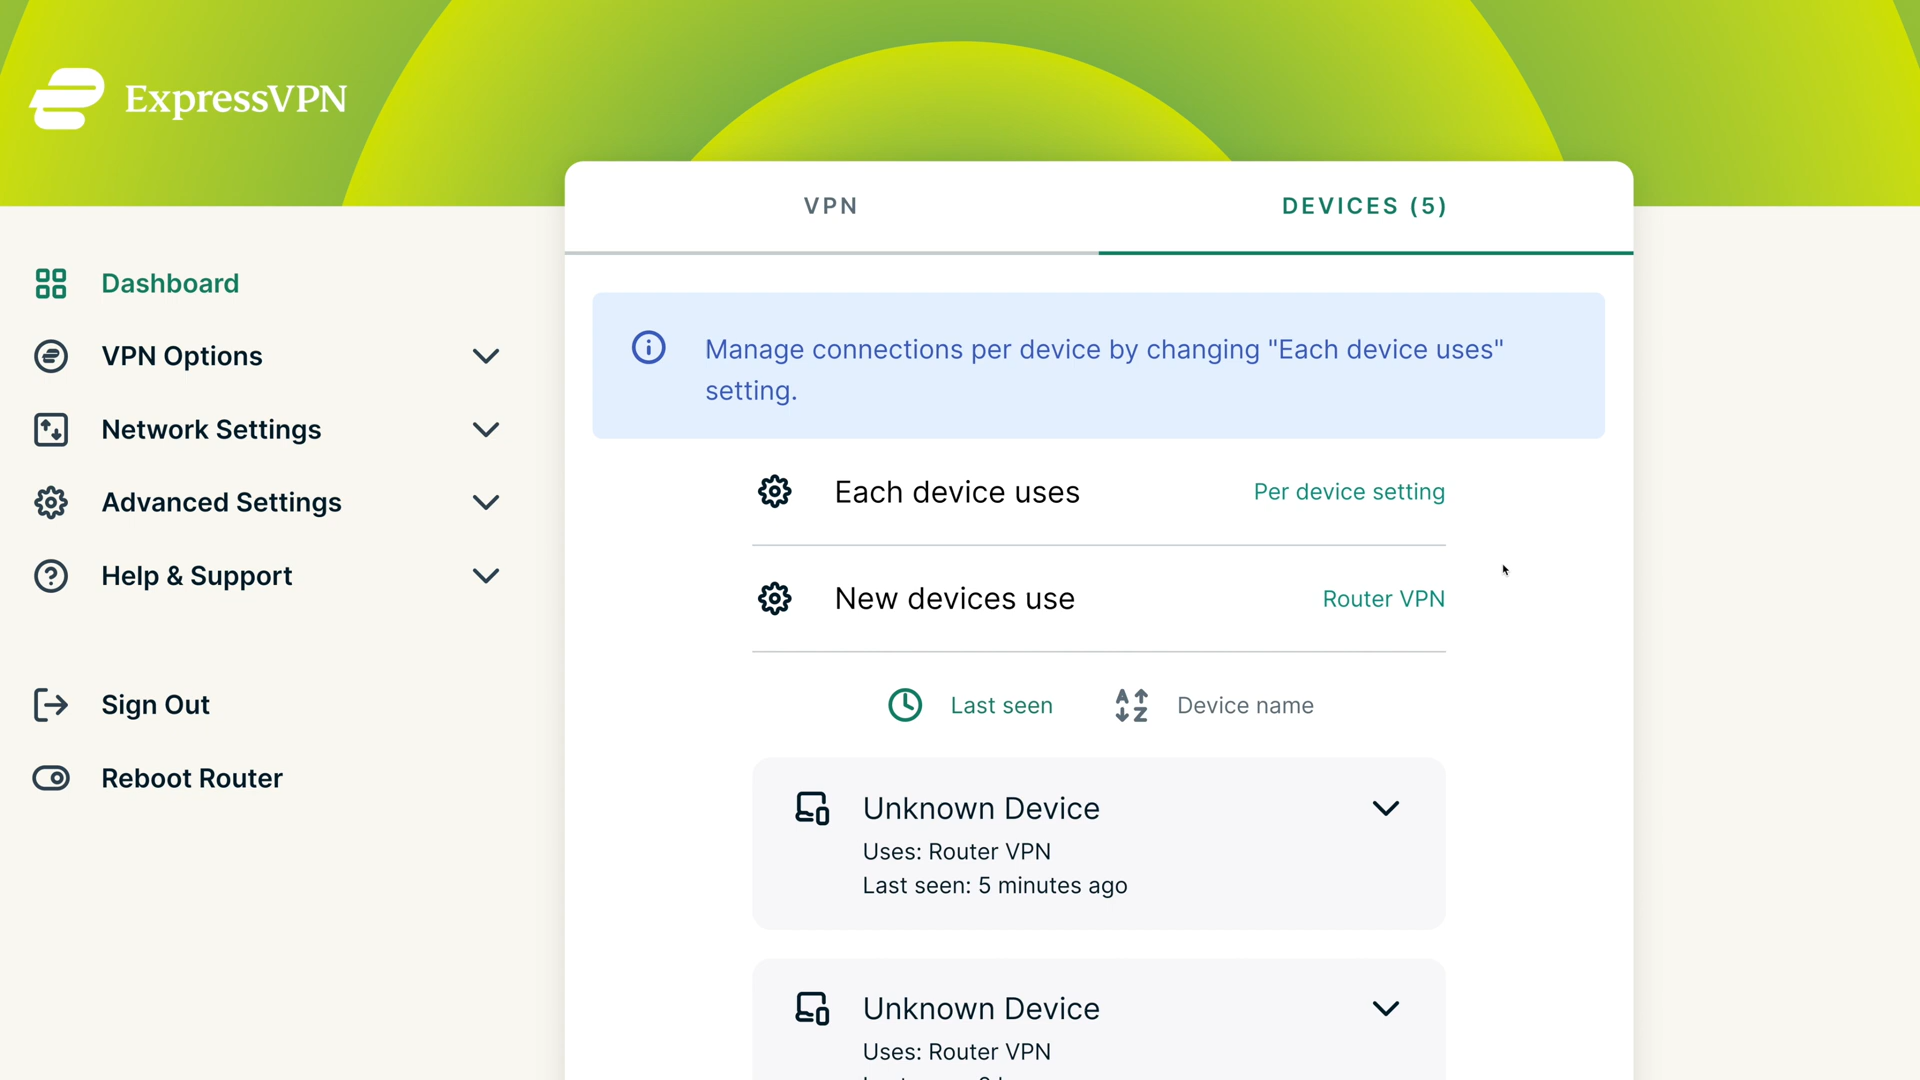 ExpressVPN
VPN
DEVICES (5)
Dashboard
VPN Options
Network Settings
Advanced Settings
Help & Support
Sign Out
Reboot Router
Manage connections per device by changing "Each device uses"
setting.
Each device uses
Per device setting
New devices use
Router VPN
Last seen
A Z
Device name
Unknown Device
Uses: Router VPN
Last seen: 5 minutes ago
Unknown Device
Uses: Router VPN